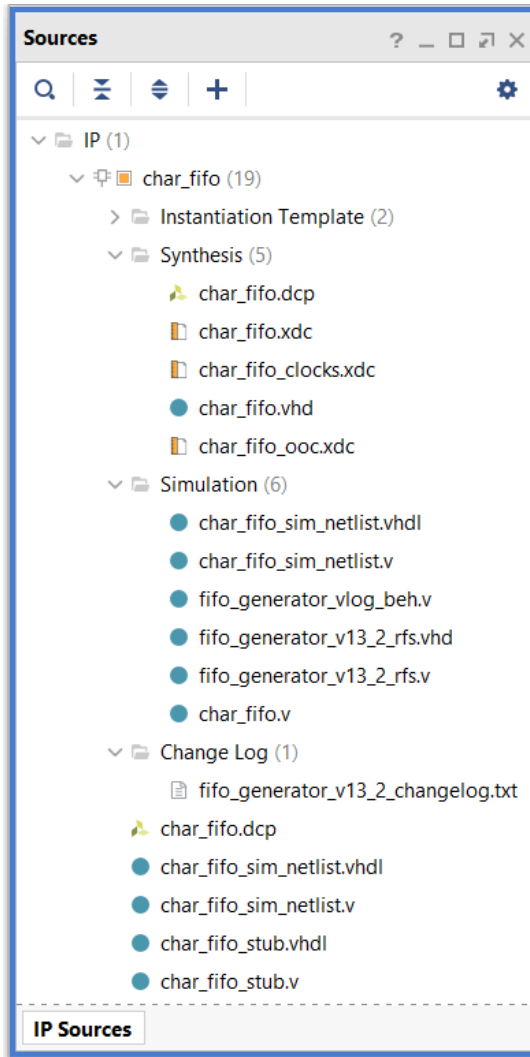 Sources
IP (1)
char_fifo (19)
Instantiation Template (2)
Synthesis (5)
char_fifo.dcp
char_fifo.xdc
char_fifo_clocks.xdc
char_fifo.vhd
char_fifo_ooc.xdc
Simulation (6)
char_fifo_sim_netlist.vhdl
char_fifo_sim_netlist.v
fifo_generator_vlog_beh.v
fifo_generator_v13_2_rfs.vhd
fifo_generator_v13_2_rfs.v
char_fifo.v
Change Log (1)
fifo_generator_v13_2_changelog.txt
char_fifo.dcp
char_fifo_sim_netlist.vhdl
char_fifo_sim_netlist.v
char_fifo_stub.vhdl
char_fifo_stub.v
IP Sources